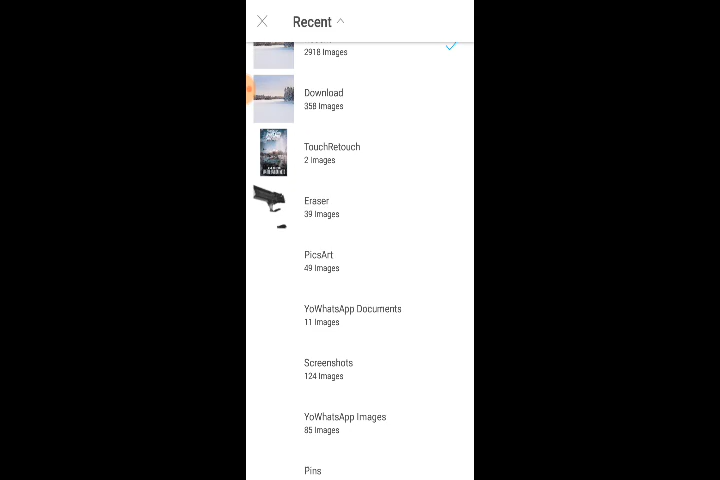 Recent
2918 Images
Download
358 Images
TouchRetouch
2 Images
Eraser
39 Images
PicsArt
49 Images
YoWhatsApp Documents
11 Images
Screenshots
124 Images
YoWhatsApp Images
85 Images
Pins